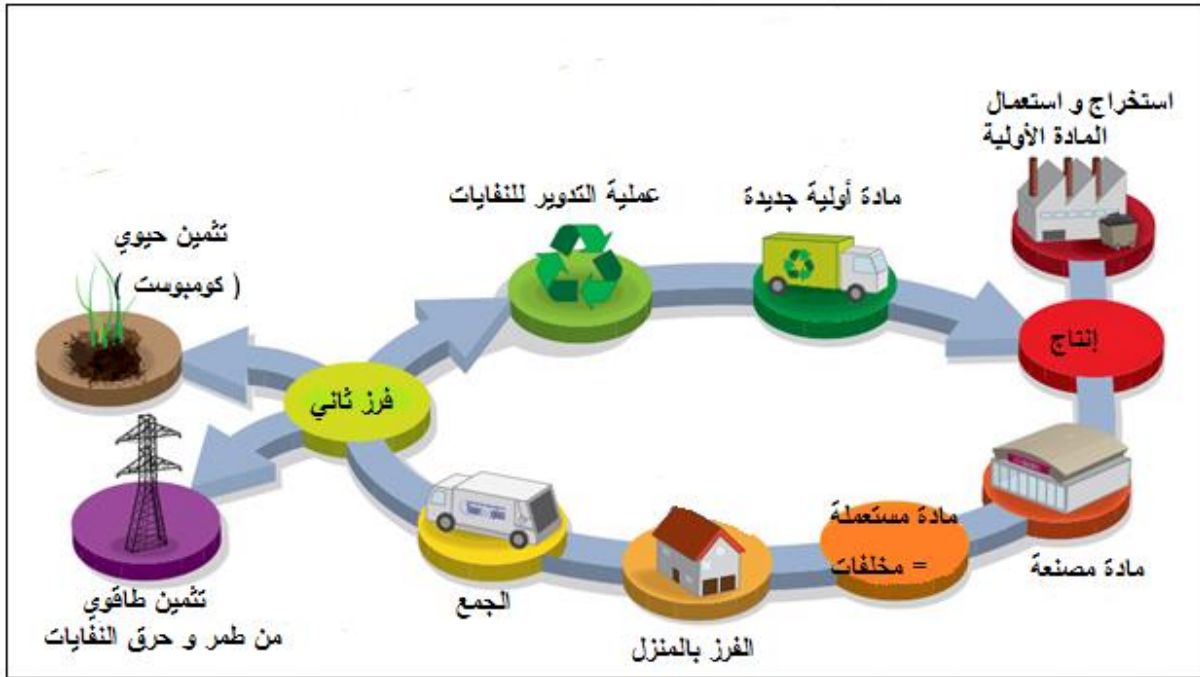 استخراج و استعمال
المادة الأولية
عملية التدوير للنفايات
مادة أولية جديدة
تثمين حيوي
( كومبوست )
إنتاج
فرز ثاني
مادة مستعملة
= مخلفات
مادة مصنعة
تثمين طاقوي
من طمر و حرق النفايات
الجمع
الفرز بالمنزل